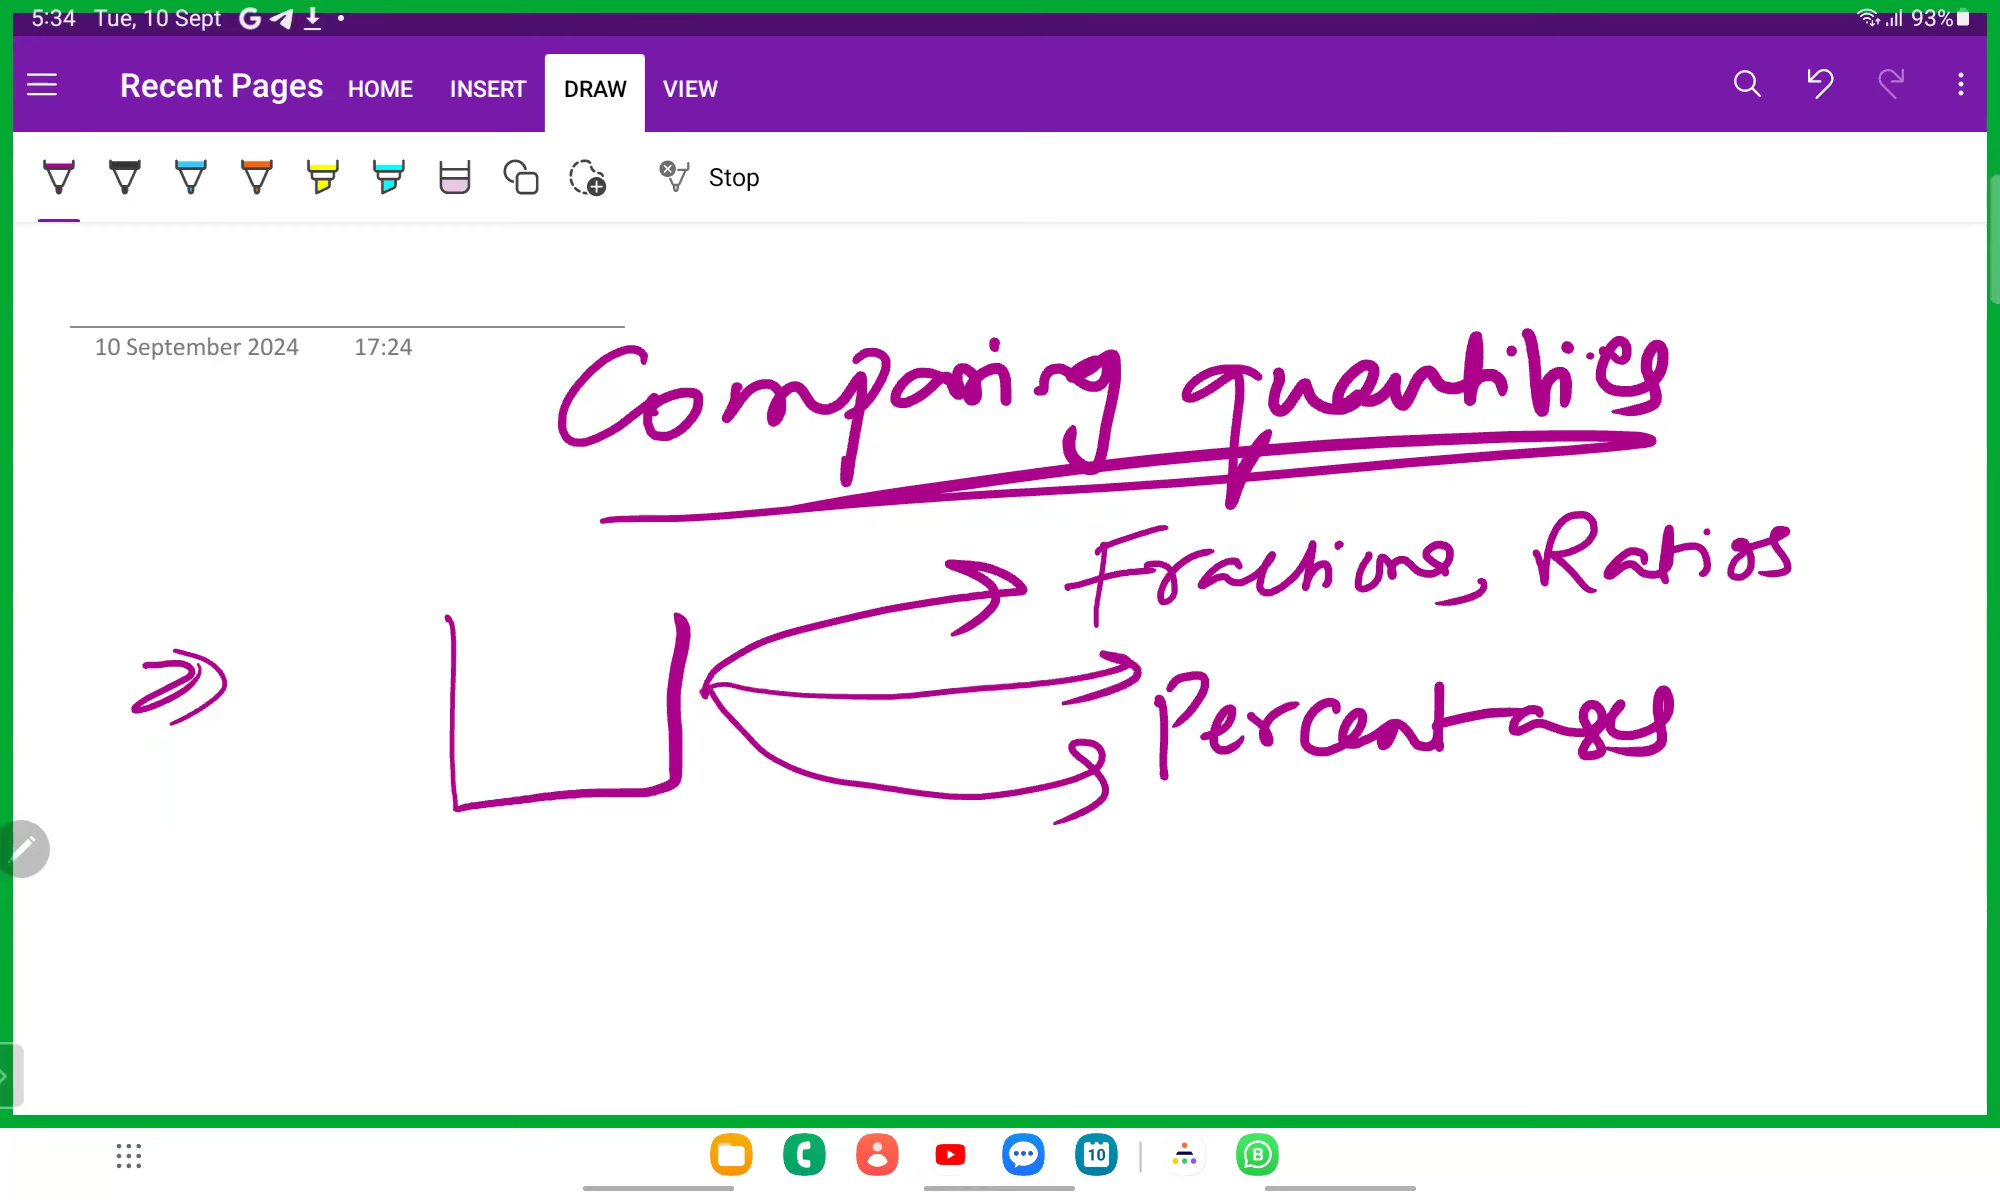 5:34 Tue, 10 Sept 93%
Recent Pages HOME INSERT DRAW VIEW
Stop
10 September 2024 17:24
Comparing quantities
Fractions, Ratios
Percentages
10
B